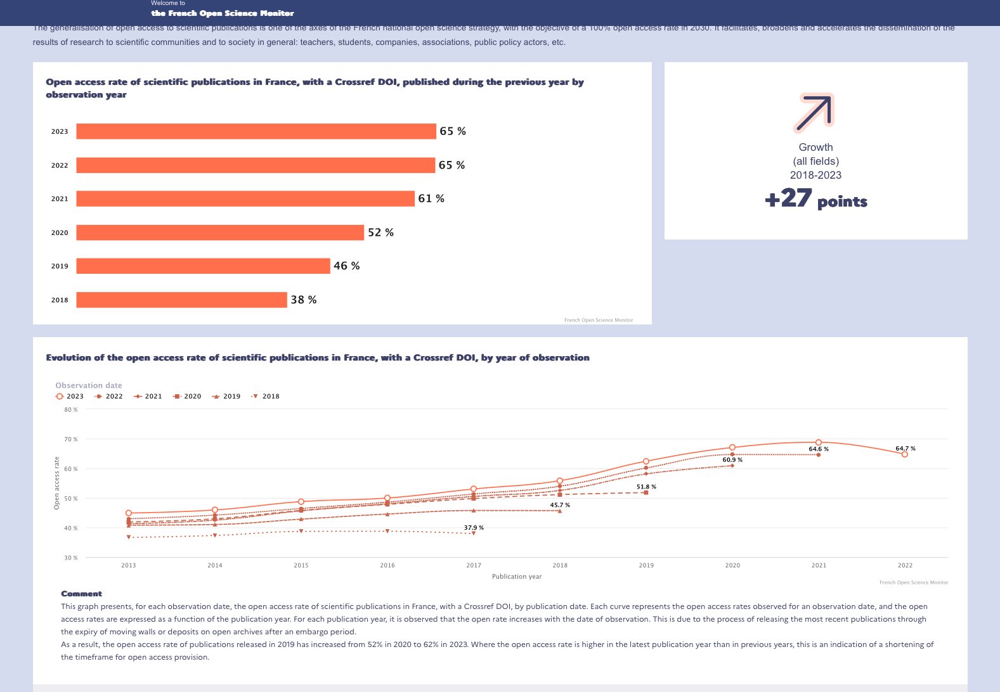 Welcome to
the French Open Science Monitor
The generalisation of open access to scientific publications is one of the axes of the French national open science strategy, with the objective of a 100% open access rate in 2030. It facilitates, broadens and accelerates the dissemination of the
results of research to scientific communities and to society in general: teachers, students, companies, associations, public policy actors, etc.
Open access rate of scientific publications in France, with a Crossref DOI, published during the previous year by
observation year
2023 65 %
2022 65 %
2021 61 %
2020 52 %
2019 46 %
2018 38 %
French Open Science Monitor
Growth
(all fields)
2018-2023
+27 points
Evolution of the open access rate of scientific publications in France, with a Crossref DOI, by year of observation
Observation date
2023 2022 2021 2020 2019 2018
80 %
70 %
60 %
50 %
40 %
30 %
Open access rate
64.6 %
64.7 %
60.9 %
51.8 %
45.7 %
37.9 %
2013 2014 2015 2016 2017 2018 2019 2020 2021 2022
Publication year
French Open Science Monitor
Comment
This graph presents, for each observation date, the open access rate of scientific publications in France, with a Crossref DOI, by publication date. Each curve represents the open access rates observed for an observation date, and the open
access rates are expressed as a function of the publication year. For each publication year, it is observed that the open rate increases with the date of observation. This is due to the process of releasing the most recent publications through
the expiry of moving walls or deposits on open archives after an embargo period.
As a result, the open access rate of publications released in 2019 has increased from 52% in 2020 to 62% in 2023. Where the open access rate is higher in the latest publication year than in previous years, this is an indication of a shortening of
the timeframe for open access provision.